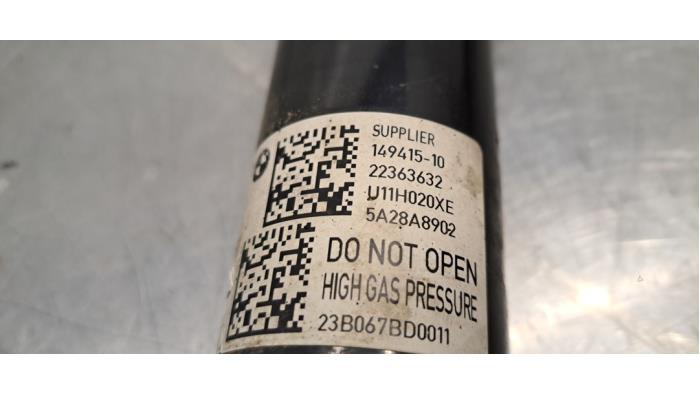 SUPPLIER
149415-10
22363632
U11H020XE
5A28A8902
DO NOT OPEN
HIGH GAS PRESSURE
23B067BD0011